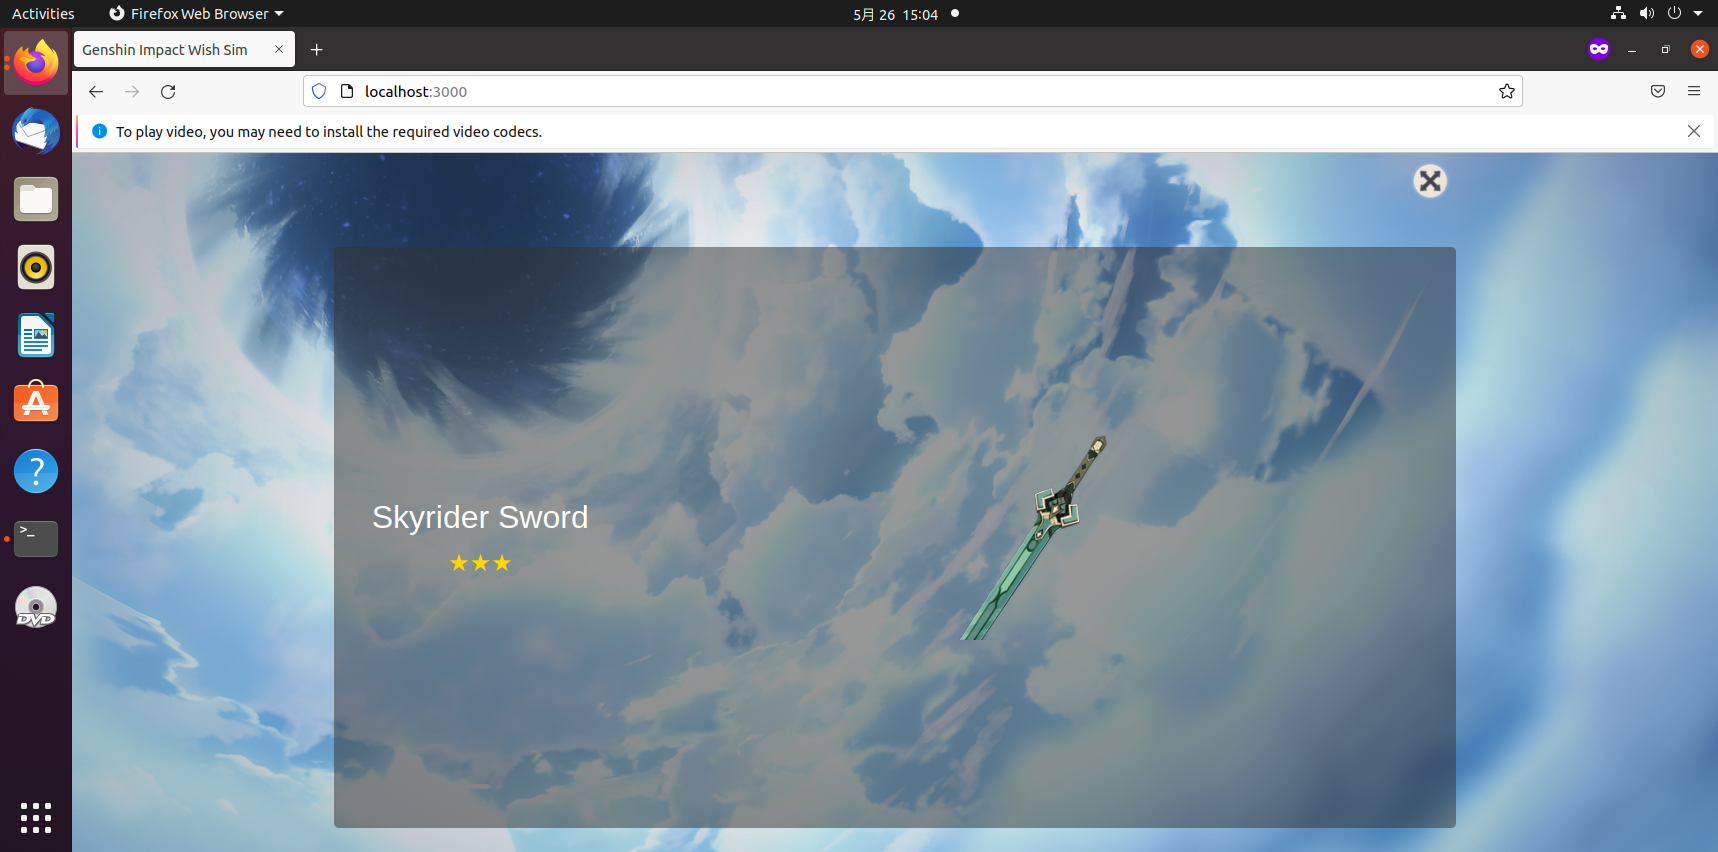 Activities
Firefox Web Browser
5月 26 15:04
Genshin Impact Wish Sim
localhost:3000
To play video, you may need to install the required video codecs.
Skyrider Sword
★★★
>_
A
?
DVD